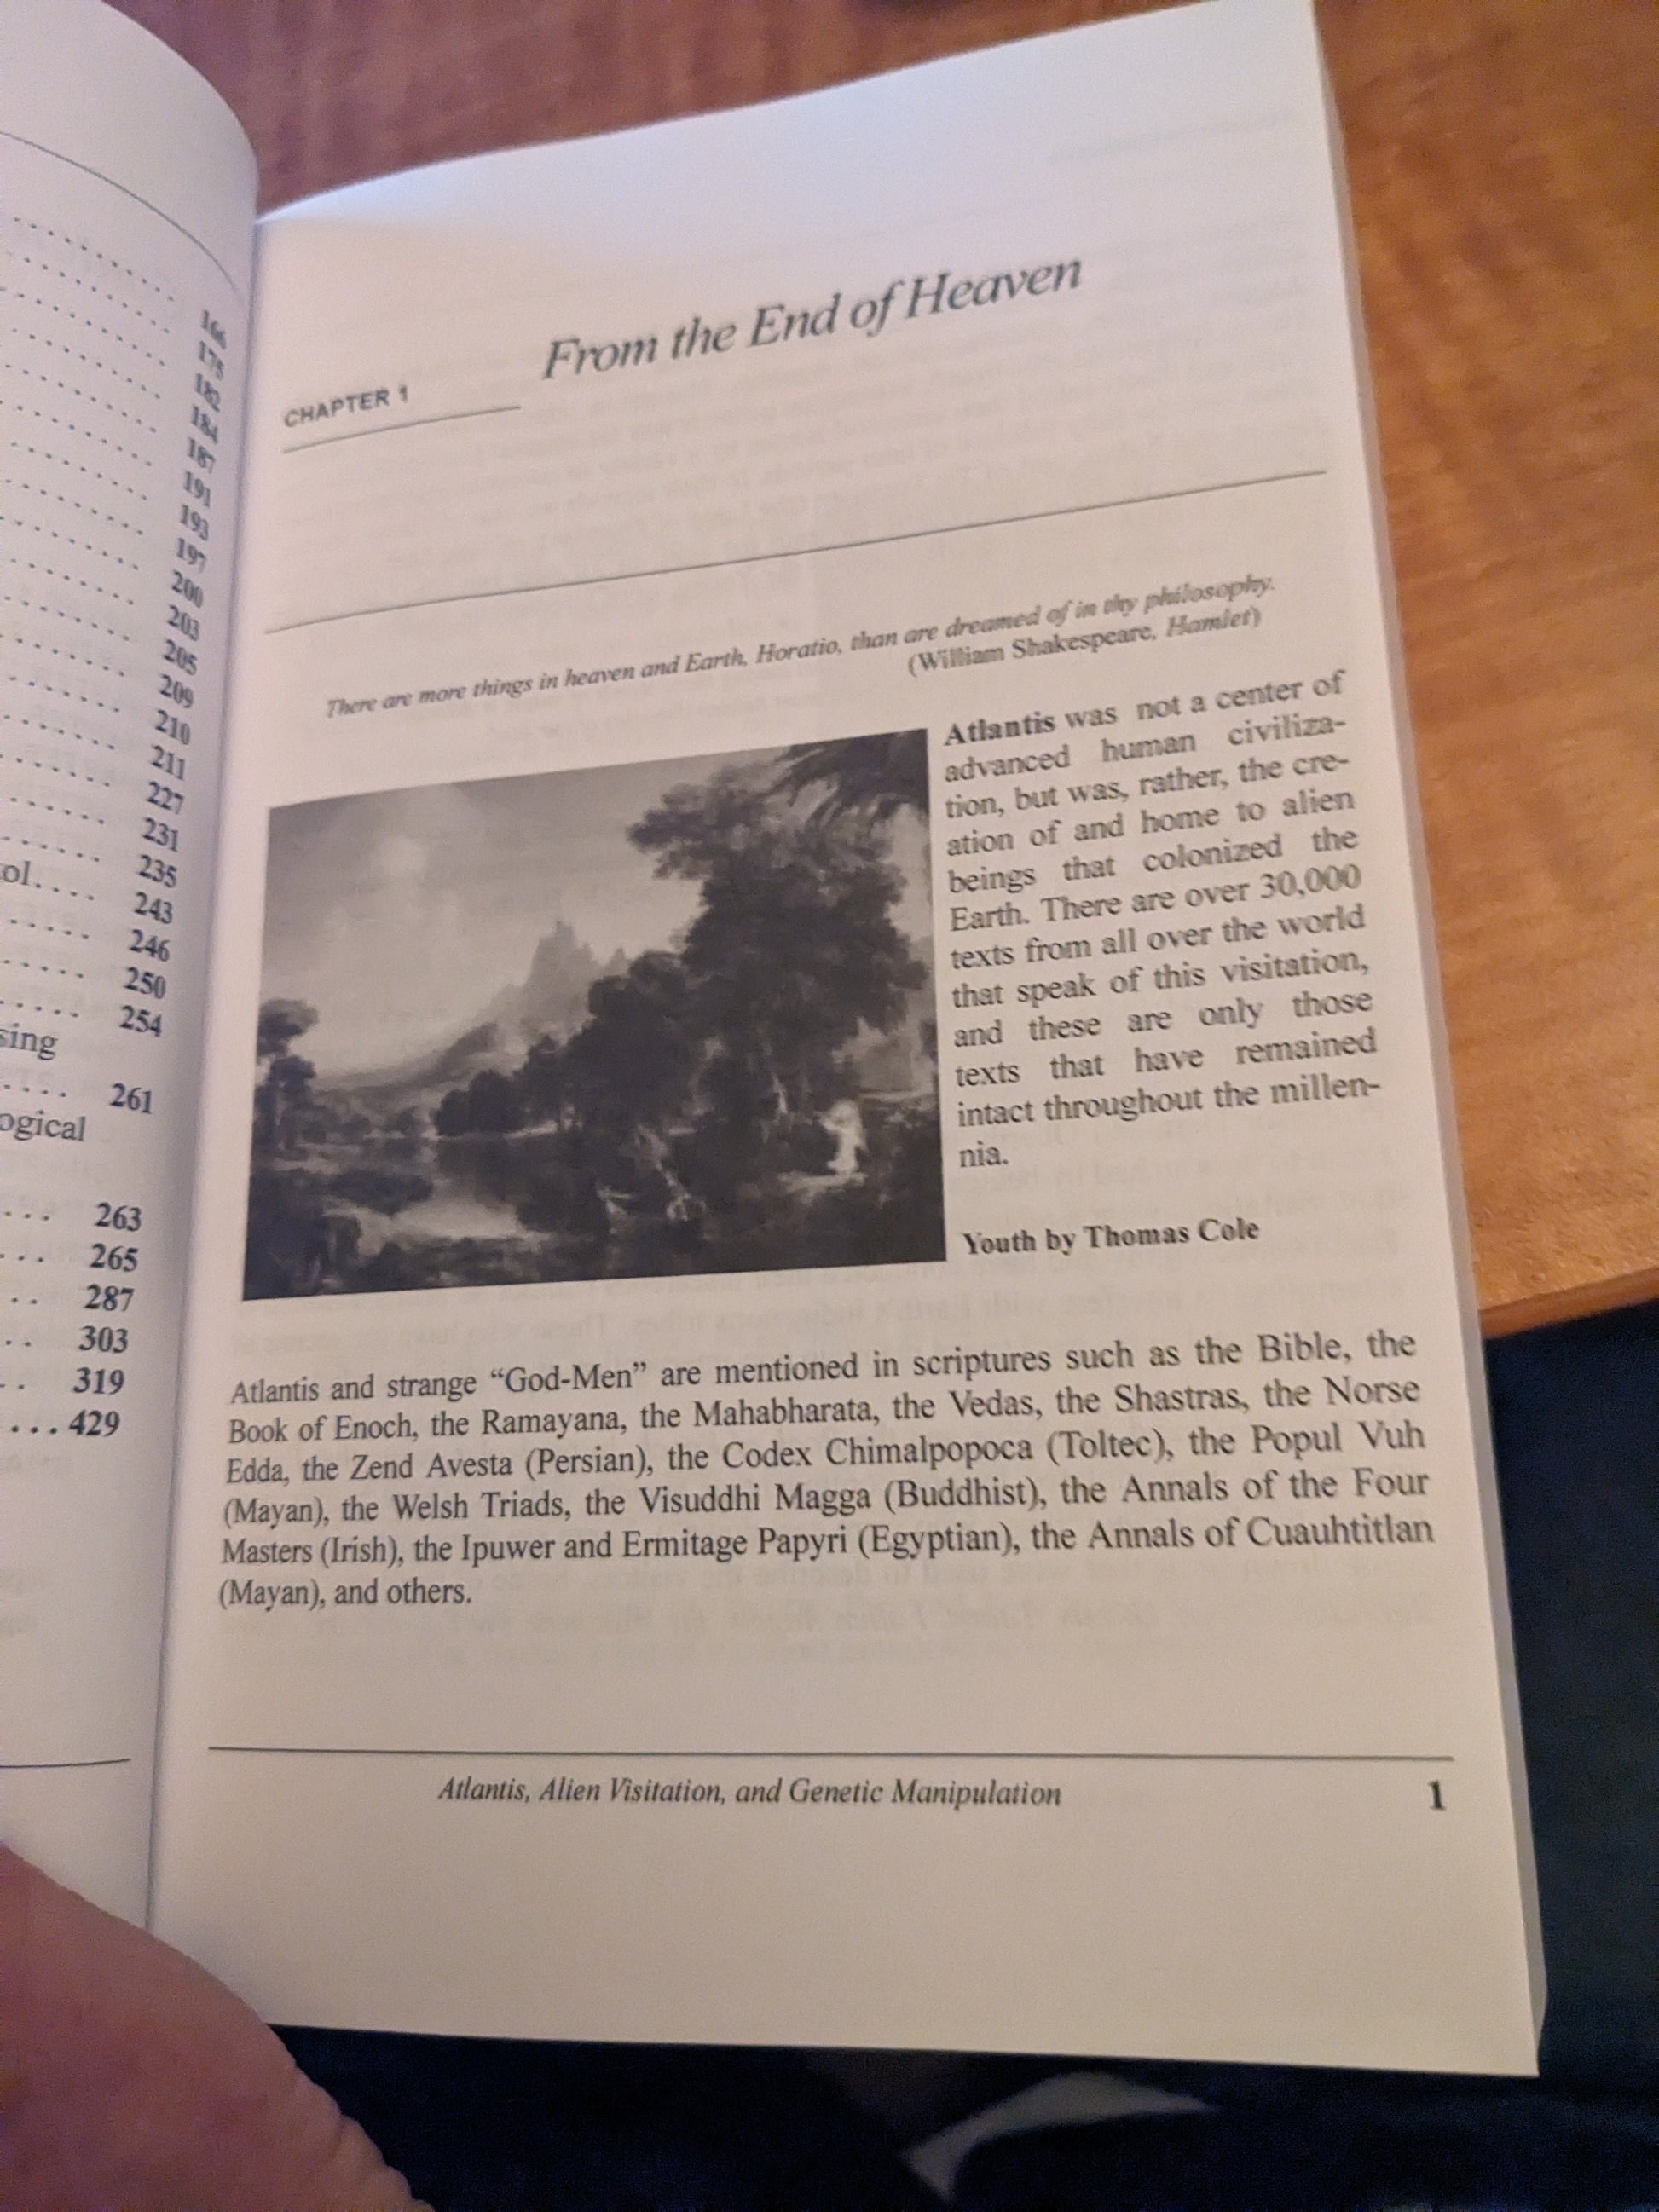 166
175
182
184
187
191
193
197
200
203
205
209
210
211
227
231
235
ol.... 243
246
250
254
sing
.... 261
ogical
... 263
... 265
.. 287
.. 303
.. 319
... 429
From the End of Heaven
CHAPTER 1
There are more things in heaven and Earth, Horatio, than are dreamed of in thy philosophy.
(William Shakespeare, Hamlet)
Atlantis was not a center of
advanced human civiliza-
tion, but was, rather, the cre-
ation of and home to alien
beings that colonized the
Earth. There are over 30,000
texts from all over the world
that speak of this visitation,
and these are only those
texts that have remained
intact throughout the millen-
nia.
Youth by Thomas Cole
Atlantis and strange “God-Men” are mentioned in scriptures such as the Bible, the
Book of Enoch, the Ramayana, the Mahabharata, the Vedas, the Shastras, the Norse
Edda, the Zend Avesta (Persian), the Codex Chimalpopoca (Toltec), the Popul Vuh
(Mayan), the Welsh Triads, the Visuddhi Magga (Buddhist), the Annals of the Four
Masters (Irish), the Ipuwer and Ermitage Papyri (Egyptian), the Annals of Cuauhtitlan
(Mayan), and others.
Atlantis, Alien Visitation, and Genetic Manipulation 1